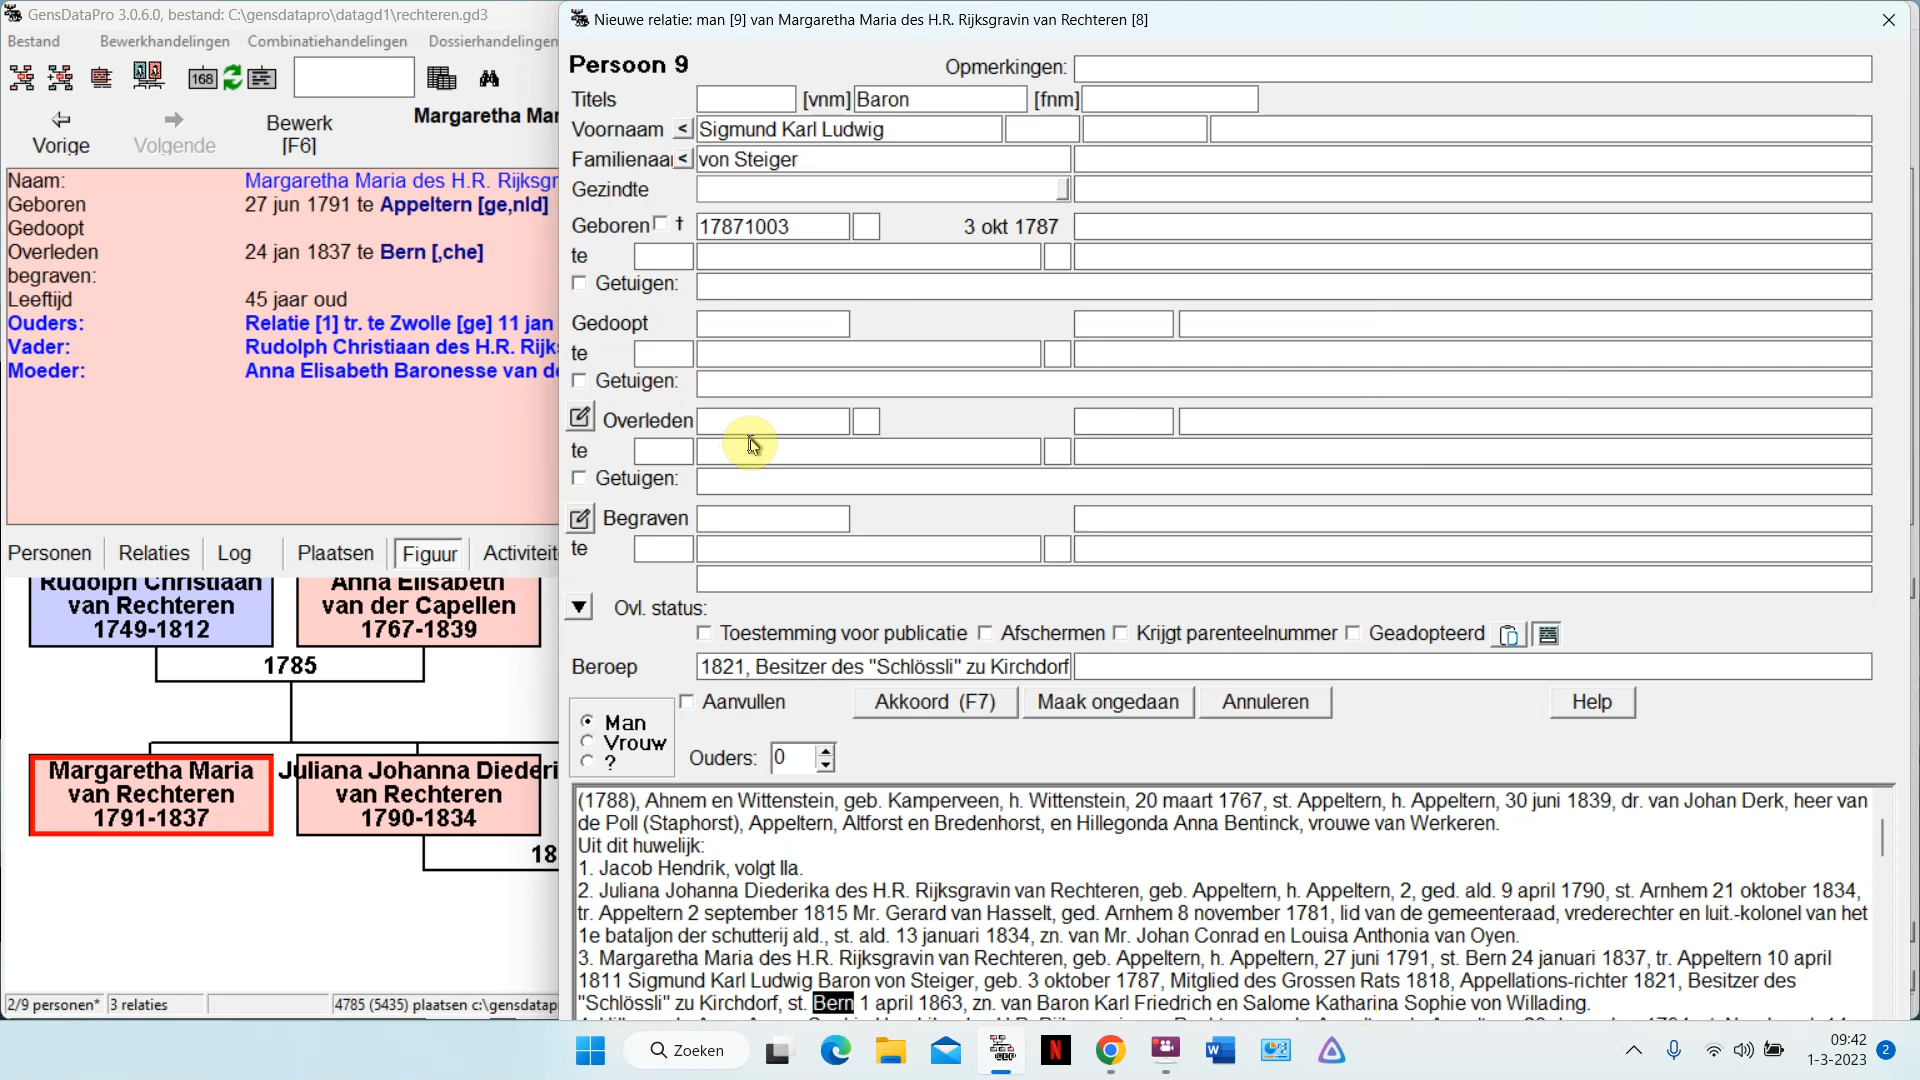 GensDataPro 3.0.6.0, bestand: C:\gensdatapro\datagd1\rechteren.gd3
Bestand Bewerkhandelingen Combinatiehandelingen Dossierhandelingen
168
Vorige Volgende Bewerk [F6] Margaretha Mar
Naam: Margaretha Maria des H.R. Rijksgr
Geboren 27 jun 1791 te Appeltern [ge,nld]
Gedoopt
Overleden 24 jan 1837 te Bern [,che]
begraven:
Leeftijd 45 jaar oud
Ouders: Relatie [1] tr. te Zwolle [ge] 11 jan
Vader: Rudolph Christiaan des H.R. Rijks
Moeder: Anna Elisabeth Baronesse van de
Personen Relaties Log Plaatsen Figuur Activiteit
Rudolph Christiaan
van Rechteren
1749-1812
Anna Elisabeth
van der Capellen
1767-1839
1785
Margaretha Maria
van Rechteren
1791-1837
Juliana Johanna Diederi
van Rechteren
1790-1834
18
2/9 personen* 3 relaties 4785 (5435) plaatsen c:\gensdatap
Nieuwe relatie: man [9] van Margaretha Maria des H.R. Rijksgravin van Rechteren [8]
Persoon 9 Opmerkingen:
Titels [vnm] Baron [fnm]
Voornaam < Sigmund Karl Ludwig
Familienaa < von Steiger
Gezindte
Geboren † 17871003 3 okt 1787
te
Getuigen:
Gedoopt
te
Getuigen:
Overleden
te
Getuigen:
Begraven
te
Ovl. status:
Toestemming voor publicatie Afschermen Krijgt parenteelnummer Geadopteerd
Beroep 1821, Besitzer des "Schlössli" zu Kirchdorf
Aanvullen Akkoord (F7) Maak ongedaan Annuleren Help
Man
Vrouw
?
Ouders: 0
(1788), Ahnem en Wittenstein, geb. Kamperveen, h. Wittenstein, 20 maart 1767, st. Appeltern, h. Appeltern, 30 juni 1839, dr. van Johan Derk, heer van
de Poll (Staphorst), Appeltern, Altforst en Bredenhorst, en Hillegonda Anna Bentinck, vrouwe van Werkeren.
Uit dit huwelijk:
1. Jacob Hendrik, volgt IIa.
2. Juliana Johanna Diederika des H.R. Rijksgravin van Rechteren, geb. Appeltern, h. Appeltern, 2, ged. ald. 9 april 1790, st. Arnhem 21 oktober 1834,
tr. Appeltern 2 september 1815 Mr. Gerard van Hasselt, ged. Arnhem 8 november 1781, lid van de gemeenteraad, vrederechter en luit.-kolonel van het
1e bataljon der schutterij ald., st. ald. 13 januari 1834, zn. van Mr. Johan Conrad en Louisa Anthonia van Oyen.
3. Margaretha Maria des H.R. Rijksgravin van Rechteren, geb. Appeltern, h. Appeltern, 27 juni 1791, st. Bern 24 januari 1837, tr. Appeltern 10 april
1811 Sigmund Karl Ludwig Baron von Steiger, geb. 3 oktober 1787, Mitglied des Grossen Rats 1818, Appellations-richter 1821, Besitzer des
"Schlössli" zu Kirchdorf, st. Bern 1 april 1863, zn. van Baron Karl Friedrich en Salome Katharina Sophie von Willading.
Zoeken
09:42
1-3-2023
2